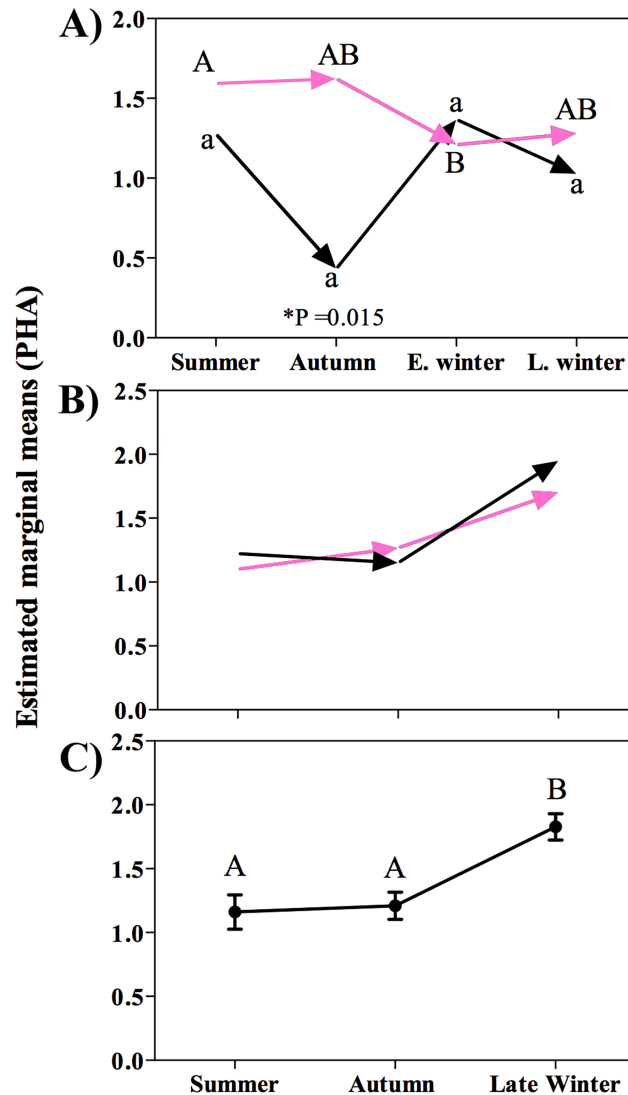 Estimated marginal means (PHA)
A)
2.0
1.5
1.0
0.5
0.0
A
AB
a
AB
a
B
a
a
*P =0.015
Summer Autumn E. winter L. winter
B)
2.5
2.0
1.5
1.0
0.5
0.0
C)
2.5
2.0
1.5
1.0
0.5
0.0
A
A
B
Summer Autumn Late Winter